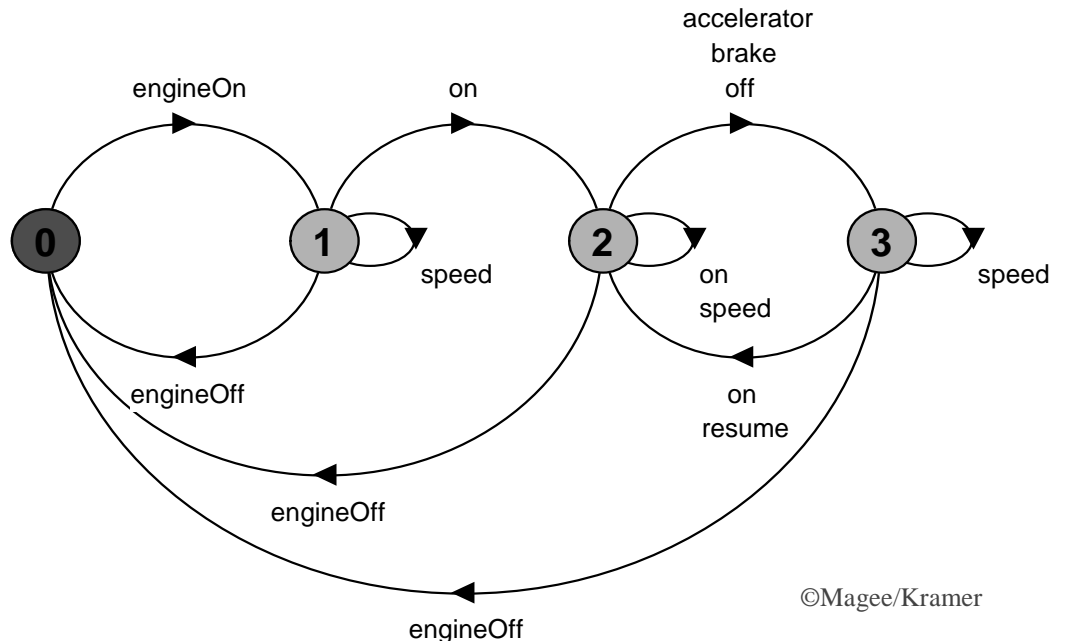 accelerator
brake
off
engineOn
on
0
1
2
3
speed
on
speed
speed
engineOff
on
resume
engineOff
engineOff
©Magee/Kramer